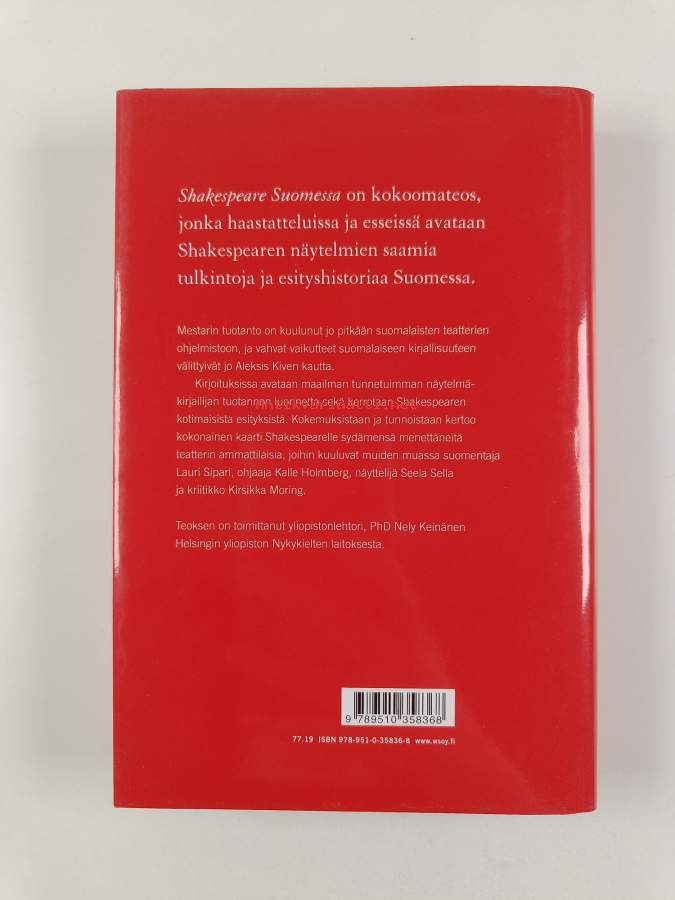 Shakespeare Suomessa on kokoomateos,
jonka haastatteluissa ja esseissä avataan
Shakespearen näytelmien saamia
tulkintoja ja esityshistoriaa Suomessa.
Mestarin tuotanto on kuulunut jo pitkään suomalaisten teatterien
ohjelmistoon, ja vahvat vaikutteet suomalaiseen kirjallisuuteen
välittyivät jo Aleksis Kiven kautta.
Kirjoituksissa avataan maailman tunnetuimman näytelmä-
kirjailijan tuotannon luonnetta sekä kerrotaan Shakespearen
kotimaisista esityksistä. Kokemuksistaan ja tunnoistaan kertoo
kokonainen kaarti Shakespearelle sydämensä menettäneitä
teatterin ammattilaisia, joihin kuuluvat muiden muassa suomentaja
Lauri Sipari, ohjaaja Kalle Holmberg, näyttelijä Seela Sella
ja kriitikko Kirsikka Moring.
Teoksen on toimittanut yliopistonlehtori, PhD Nely Keinänen
Helsingin yliopiston Nykykielten laitoksesta.
9 789510 358368
77.19 ISBN 978-951-0-35836-8 www.wsoy.fi